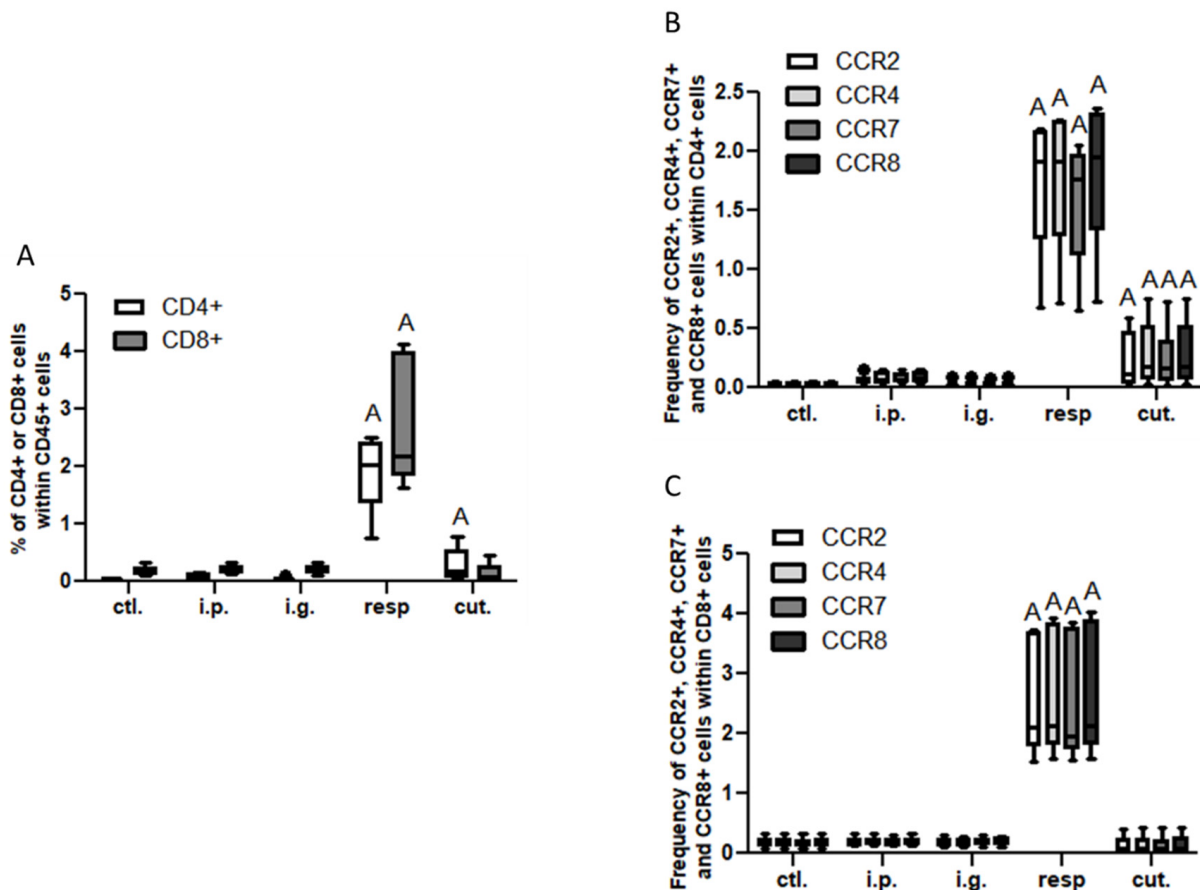 A
% of CD4+ or CD8+ cells
within CD45+ cells
5
4
3
2
1
0
CD4+
CD8+
A
A
A
ctl.
i.p.
i.g.
resp
cut.
B
Frequency of CCR2+, CCR4+, CCR7+
and CCR8+ cells within CD4+ cells
2.5
2.0
1.5
1.0
0.5
0.0
CCR2
CCR4
CCR7
CCR8
A A A A
A A A A
ctl.
i.p.
i.g.
resp
cut.
C
Frequency of CCR2+, CCR4+, CCR7+
and CCR8+ cells within CD8+ cells
5
4
3
2
1
0
CCR2
CCR4
CCR7
CCR8
A A A A
ctl.
i.p.
i.g.
resp
cut.